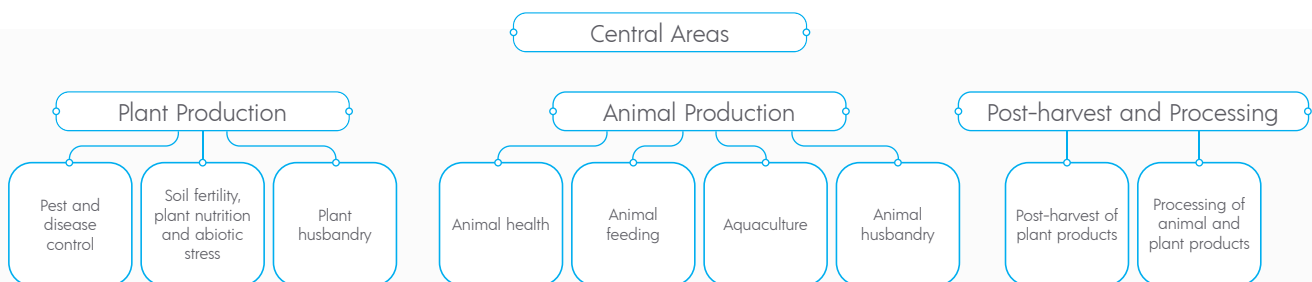 Central Areas
Plant Production
Animal Production
Post-harvest and Processing
Pest and
disease
control
Soil fertility,
plant nutrition
and abiotic
stress
Plant
husbandry
Animal health
Animal
feeding
Aquaculture
Animal
husbandry
Post-harvest of
plant products
Processing of
animal and
plant products